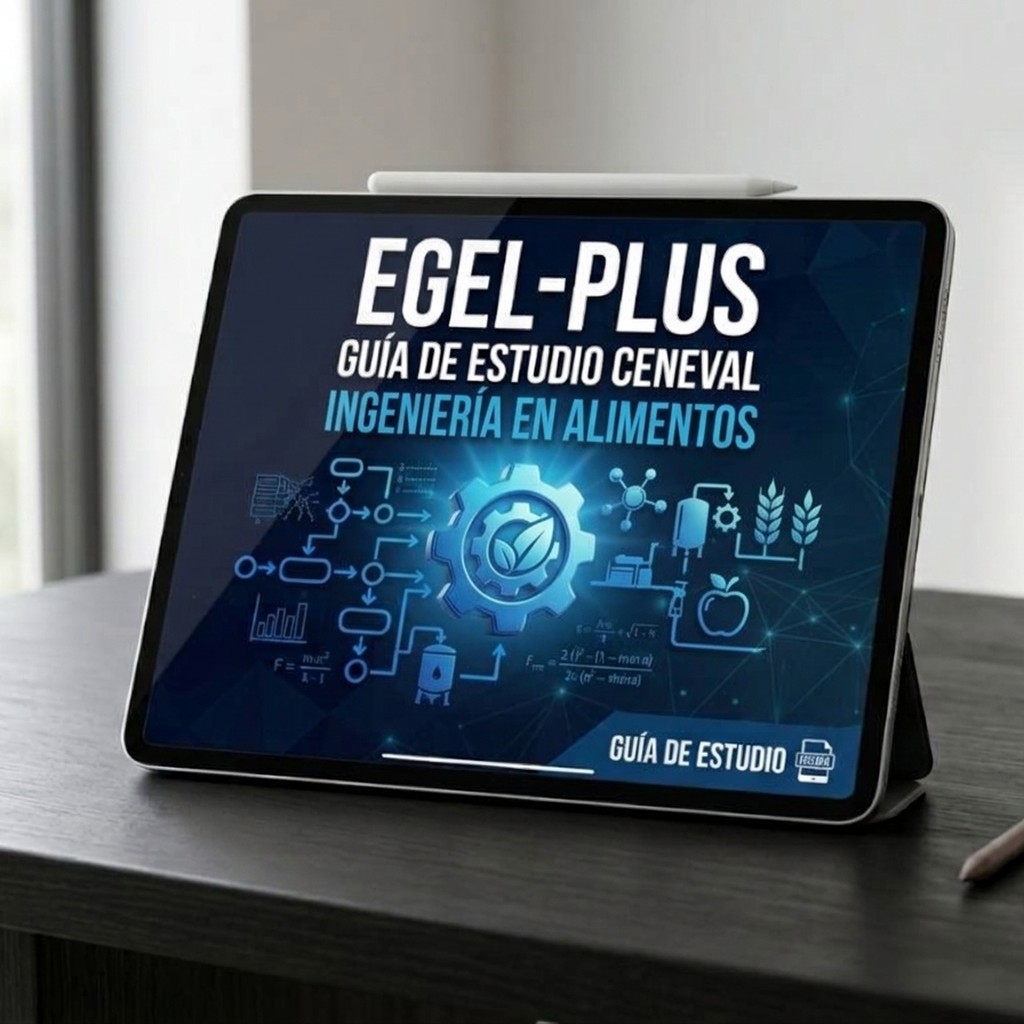 EGEL-PLUS
GUÍA DE ESTUDIO CENEVAL
INGENIERÍA EN ALIMENTOS
GUÍA DE ESTUDIO